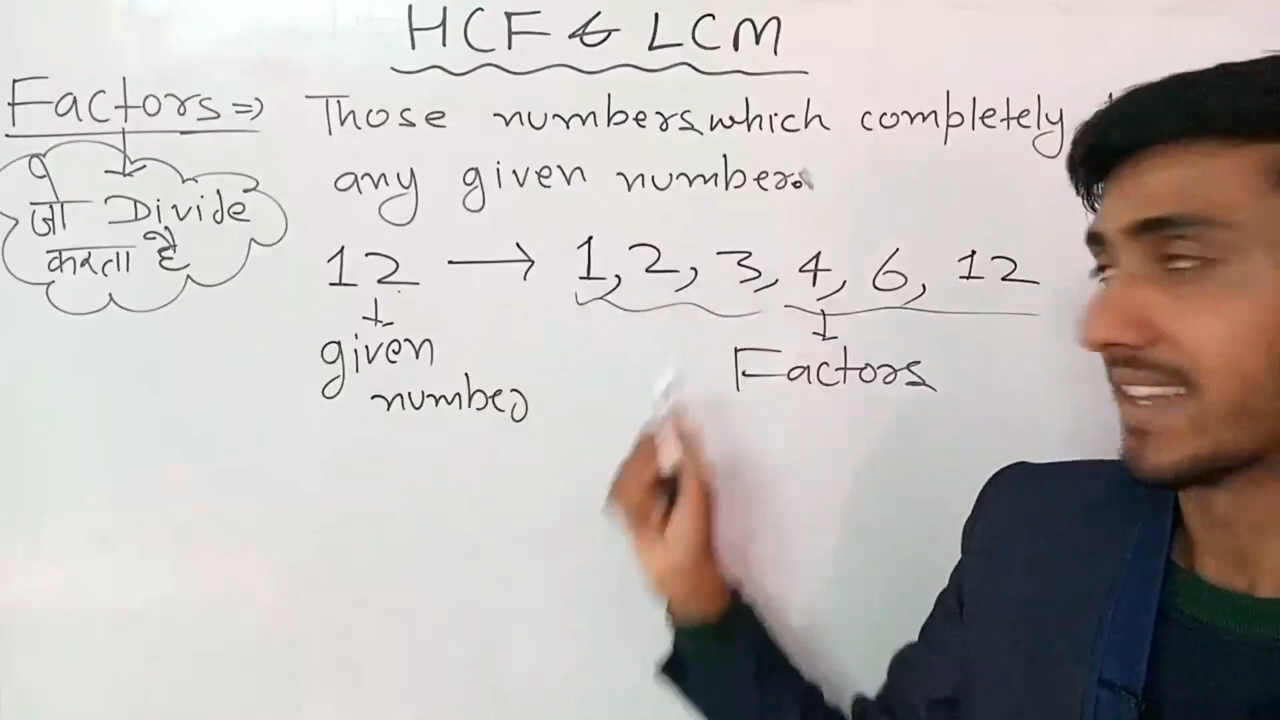 HCF & LCM
Factors ⇒ Those numbers, which completely
any given number.
जो Divide
करता है
12 → 1, 2, 3, 4, 6, 12
given
number
Factors